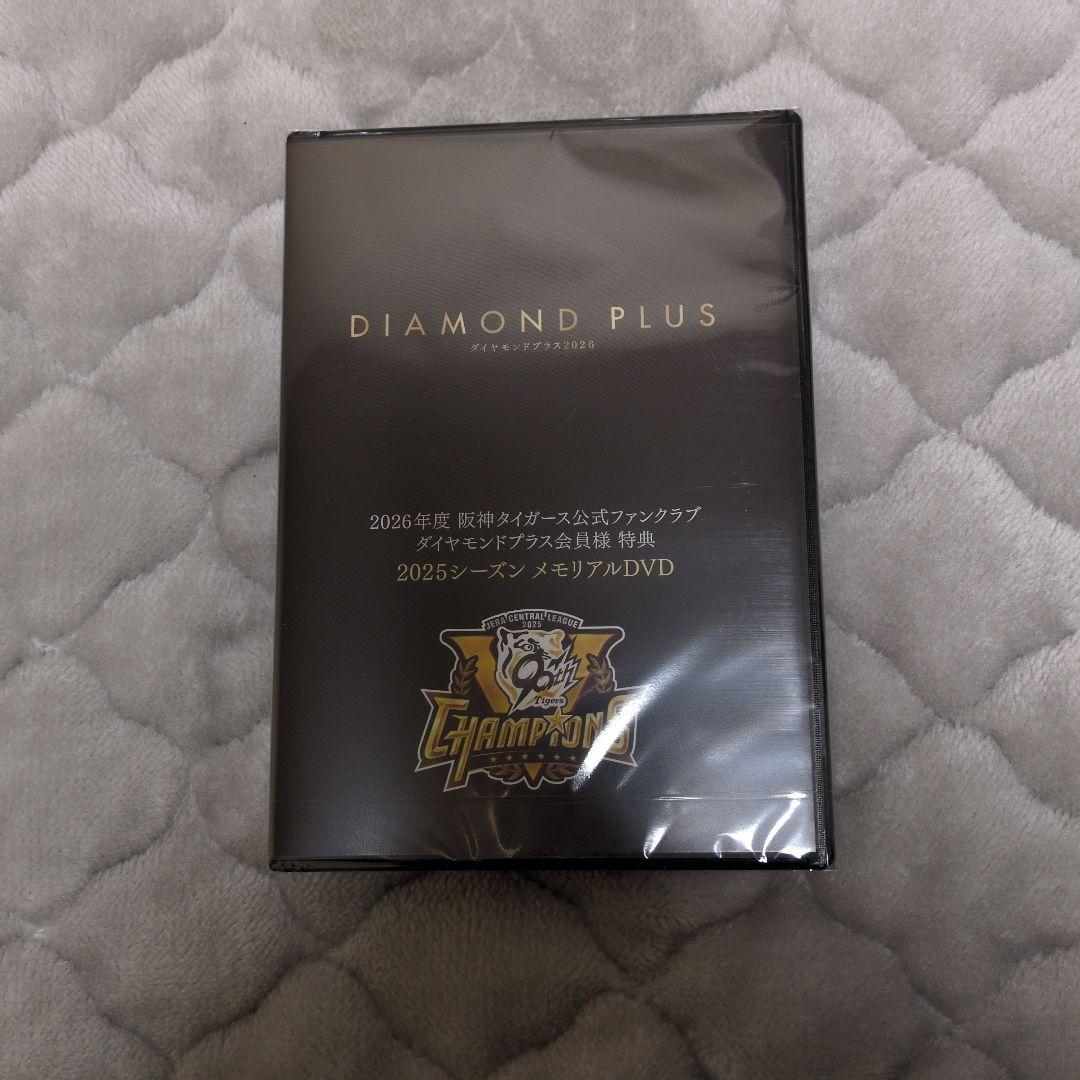 DIAMOND PLUS
ダイヤモンドプラス2026
2026年度 阪神タイガース公式ファンクラブ
ダイヤモンドプラス会員様 特典
2025シーズン メモリアルDVD
JERA CENTRAL LEAGUE
2025
90th
Tigers
CHAMPIONS